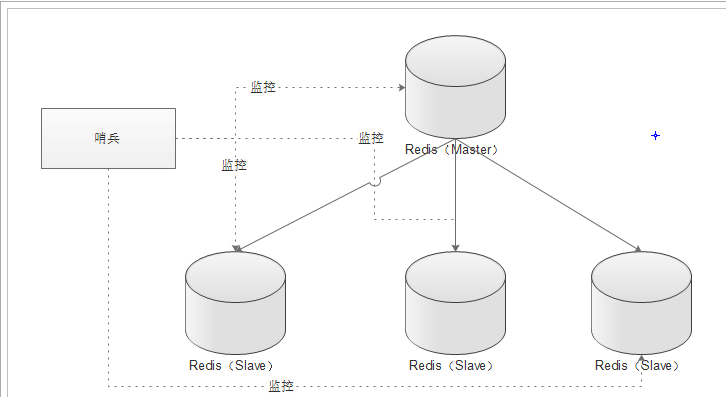 监控
哨兵
监控
Redis（Master）
监控
Redis（Slave）
Redis（Slave）
Redis（Slave）
监控